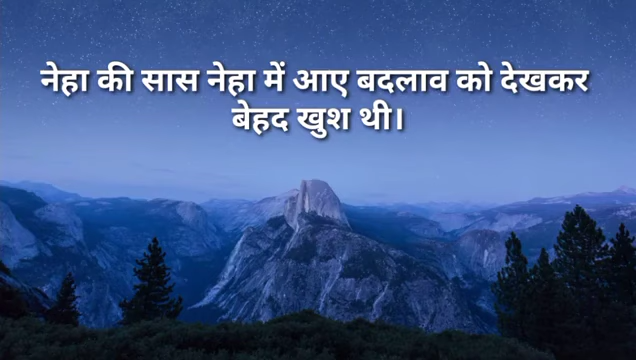 नेहा की सास नेहा में आए बदलाव को देखकर
बेहद खुश थी।